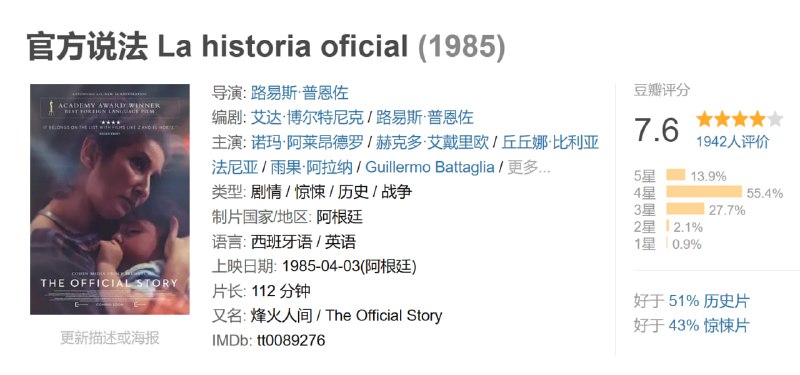 官方说法 La historia oficial (1985)
ACADEMY AWARD WINNER
BEST FOREIGN LANGUAGE FILM
★★★★
THE OFFICIAL STORY
COMING SOON
更新描述或海报
导演: 路易斯·普恩佐
编剧: 艾达·博尔特尼克 / 路易斯·普恩佐
主演: 诺玛·阿莱昂德罗 / 赫克多·艾戴里欧 / 丘丘娜·比利亚
法尼亚 / 雨果·阿拉纳 / Guillermo Battaglia / 更多...
类型: 剧情 / 惊悚 / 历史 / 战争
制片国家/地区: 阿根廷
语言: 西班牙语 / 英语
上映日期: 1985-04-03(阿根廷)
片长: 112 分钟
又名: 烽火人间 / The Official Story
IMDb: tt0089276
豆瓣评分
7.6
1942人评价
5星 13.9%
4星 55.4%
3星 27.7%
2星 2.1%
1星 0.9%
好于 51% 历史片
好于 43% 惊悚片